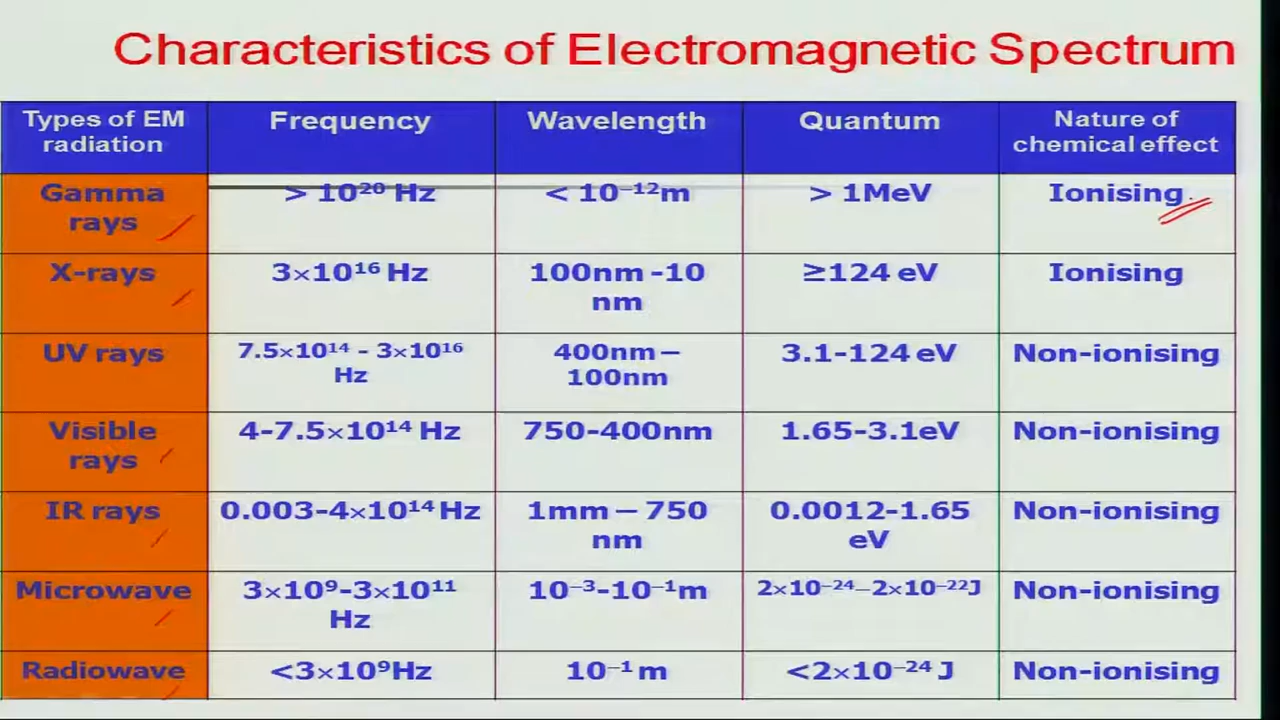 Characteristics of Electromagnetic Spectrum
Types of EM radiation | Frequency | Wavelength | Quantum | Nature of chemical effect
Gamma rays | > 10²⁰ Hz | < 10⁻¹²m | > 1MeV | Ionising
X-rays | 3×10¹⁶ Hz | 100nm -10 nm | ≥124 eV | Ionising
UV rays | 7.5×10¹⁴ - 3×10¹⁶ Hz | 400nm – 100nm | 3.1-124 eV | Non-ionising
Visible rays | 4-7.5×10¹⁴ Hz | 750-400nm | 1.65-3.1eV | Non-ionising
IR rays | 0.003-4×10¹⁴ Hz | 1mm – 750 nm | 0.0012-1.65 eV | Non-ionising
Microwave | 3×10⁹-3×10¹¹ Hz | 10⁻³-10⁻¹m | 2×10⁻²⁴–2×10⁻²²J | Non-ionising
Radiowave | <3×10⁹Hz | 10⁻¹ m | <2×10⁻²⁴ J | Non-ionising